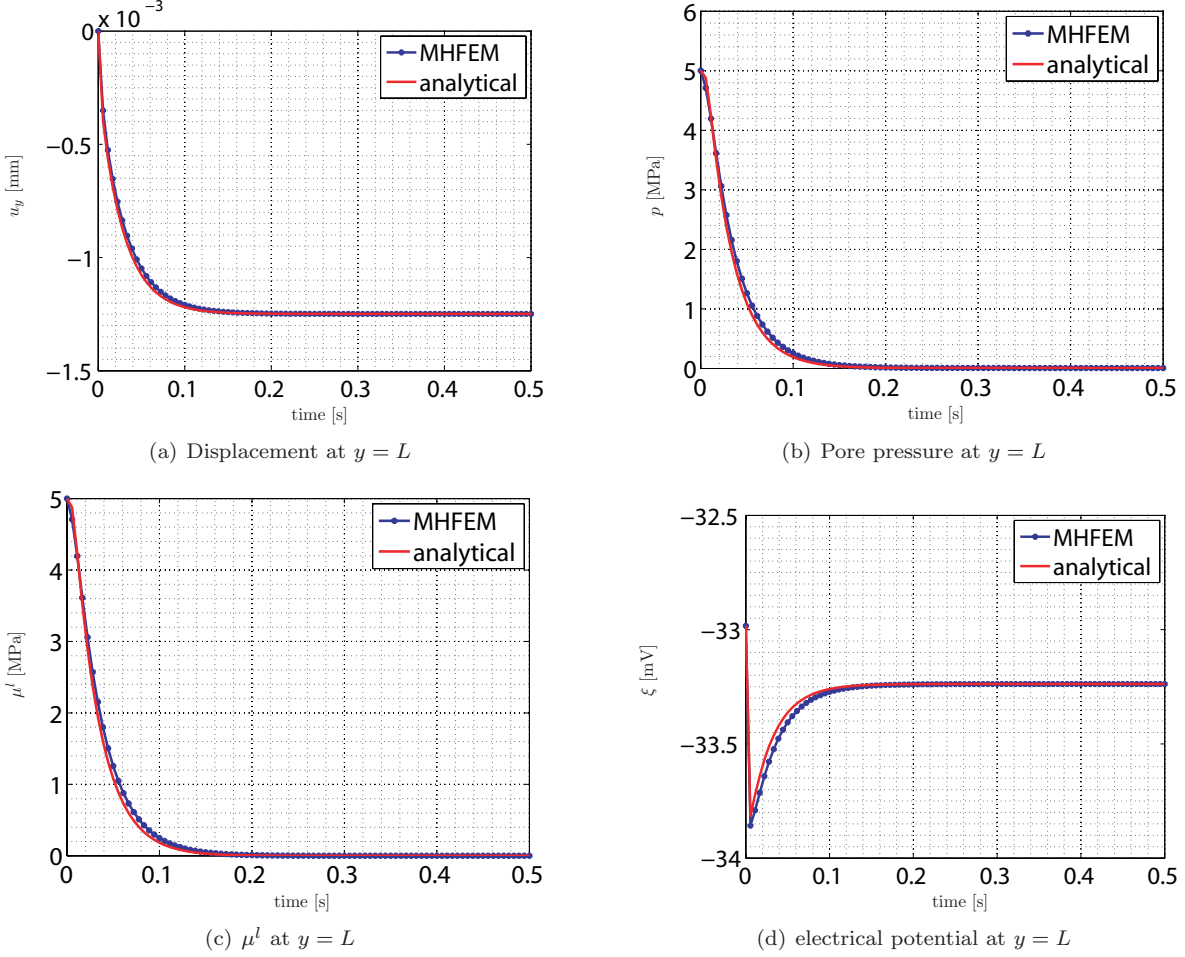 × 10⁻³
0
−0.5
−1
−1.5
u_y [mm]
MHFEM
analytical
0 0.1 0.2 0.3 0.4 0.5
time [s]
(a) Displacement at y = L
6
5
4
3
2
1
0
p [MPa]
MHFEM
analytical
0 0.1 0.2 0.3 0.4 0.5
time [s]
(b) Pore pressure at y = L
5
4
3
2
1
0
μˡ [MPa]
MHFEM
analytical
0 0.1 0.2 0.3 0.4 0.5
time [s]
(c) μˡ at y = L
−32.5
−33
−33.5
−34
ξ [mV]
MHFEM
analytical
0 0.1 0.2 0.3 0.4 0.5
time [s]
(d) electrical potential at y = L